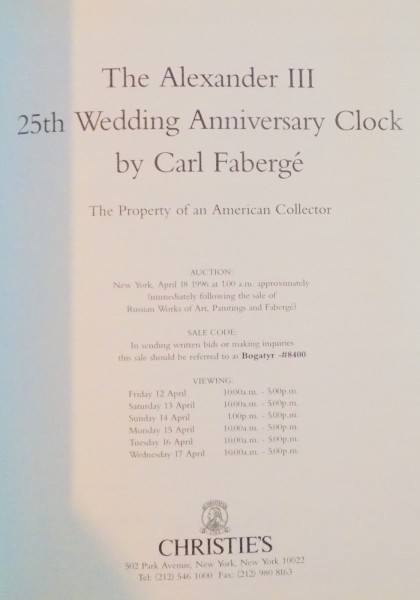 The Alexander III
25th Wedding Anniversary Clock
by Carl Fabergé
The Property of an American Collector
AUCTION:
New York, April 18 1996 at 1.00 a.m. approximately
(immediately following the sale of
Russian Works of Art, Paintings and Fabergé)
SALE CODE:
In sending written bids or making inquiries
this sale should be referred to as Bogatyr -#8400
VIEWING:
Friday 12 April 10:00a.m. - 5:00p.m.
Saturday 13 April 10:00a.m. - 5:00p.m.
Sunday 14 April 1:00p.m. - 5:00p.m.
Monday 15 April 10:00a.m. - 5:00p.m.
Tuesday 16 April 10:00a.m. - 5:00p.m.
Wednesday 17 April 10:00a.m. - 5:00p.m.
CHRISTIE'S
502 Park Avenue, New York, New York 10022
Tel: (212) 546 1000 Fax: (212) 980 8163